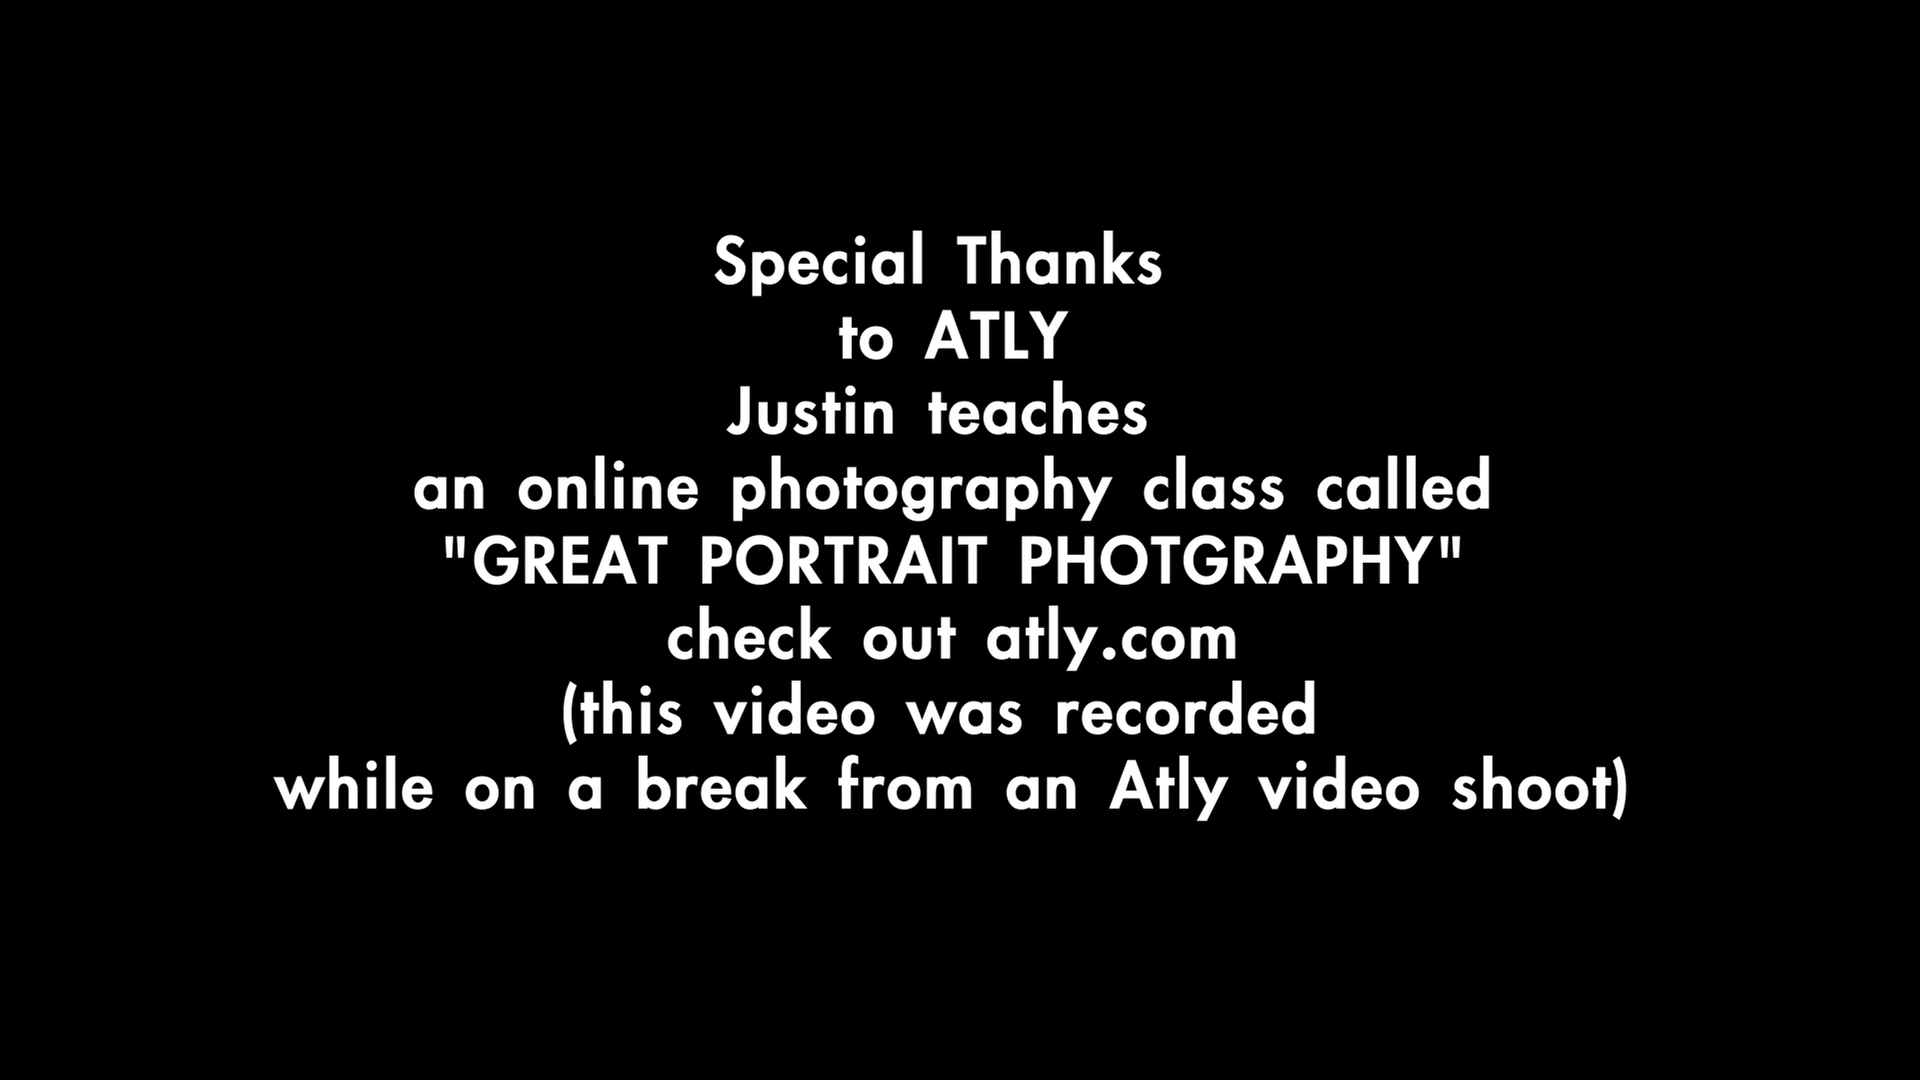 Special Thanks
to ATLY
Justin teaches
an online photography class called
"GREAT PORTRAIT PHOTGRAPHY"
check out atly.com
(this video was recorded
while on a break from an Atly video shoot)